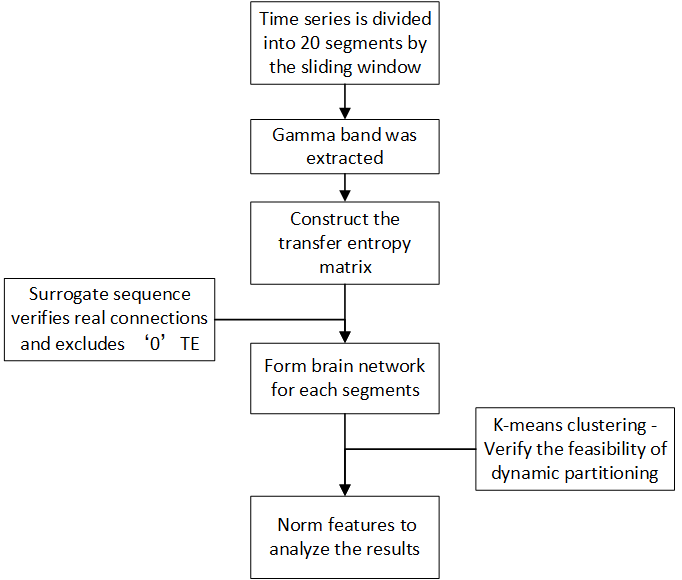 Time series is divided
into 20 segments by
the sliding window
Gamma band was
extracted
Construct the
transfer entropy
matrix
Surrogate sequence
verifies real connections
and excludes ‘0’ TE
Form brain network
for each segments
K-means clustering -
Verify the feasibility of
dynamic partitioning
Norm features to
analyze the results